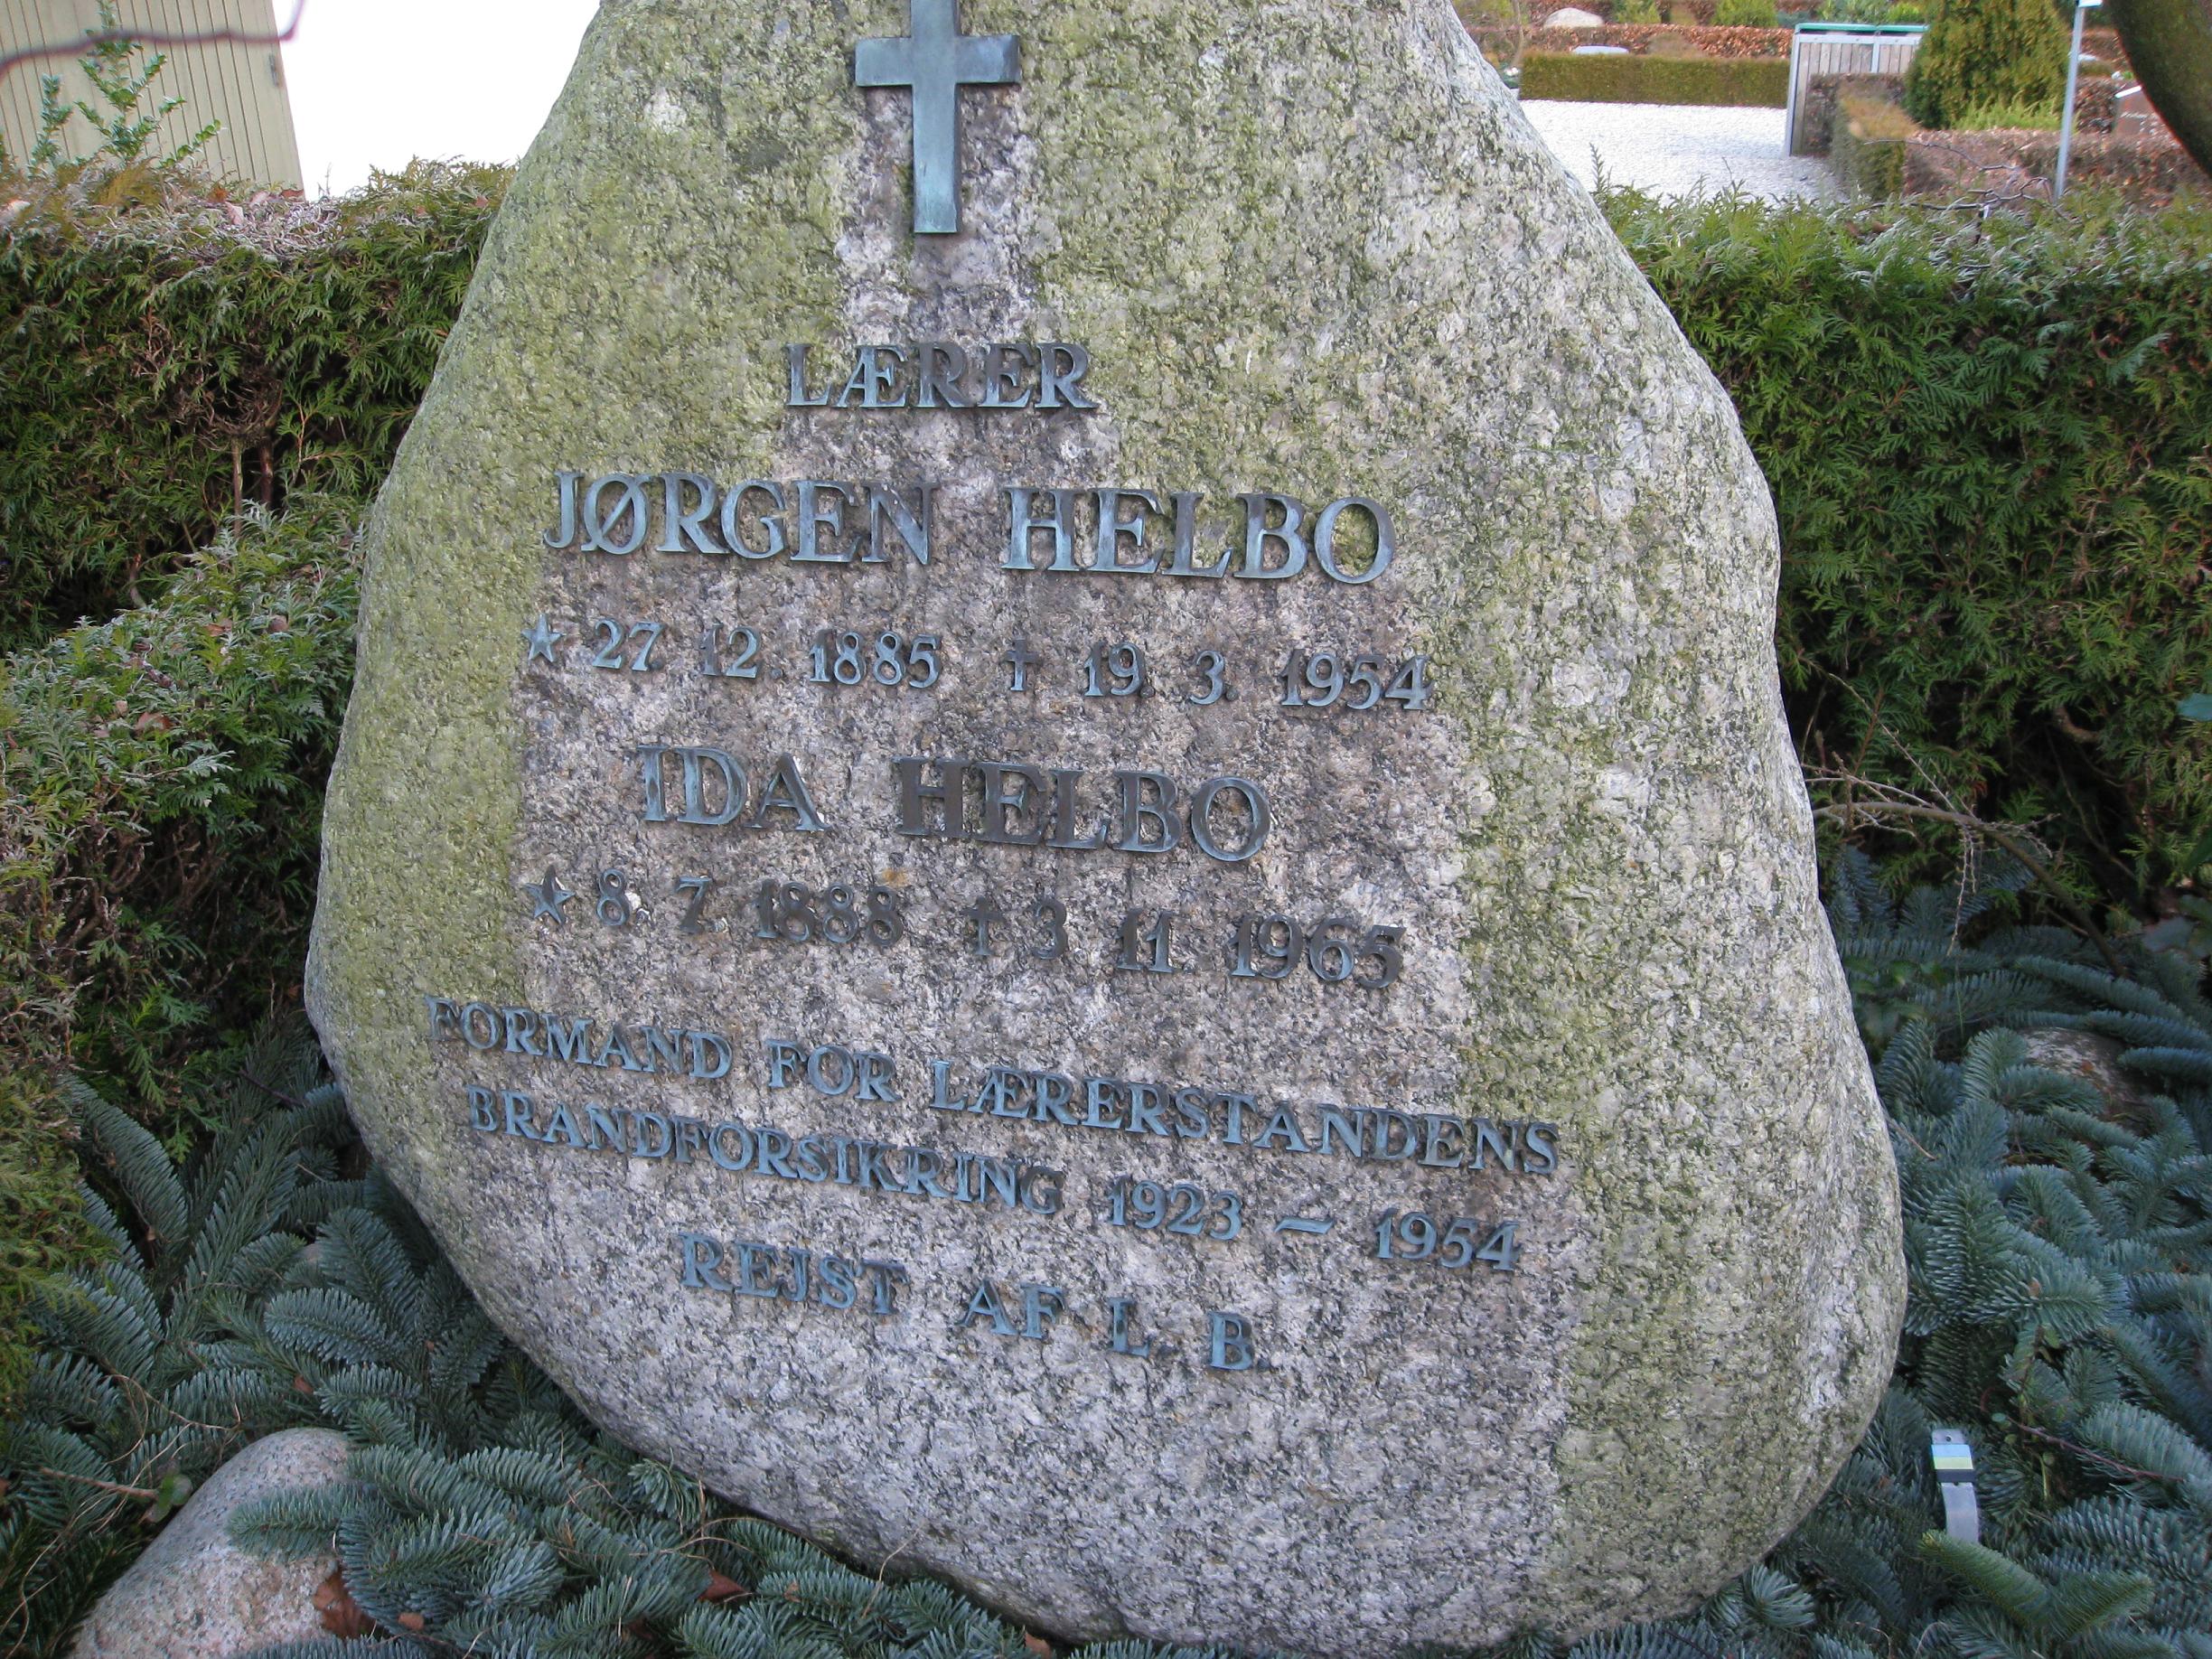 LÆRER
JØRGEN HELBO
★ 27. 12. 1885 † 19. 3. 1954
IDA HELBO
★ 8. 7 1888 † 3 11. 1965
FORMAND FOR LÆRERSTANDENS
BRANDFORSIKRING 1923 – 1954
REJST AF L. B.